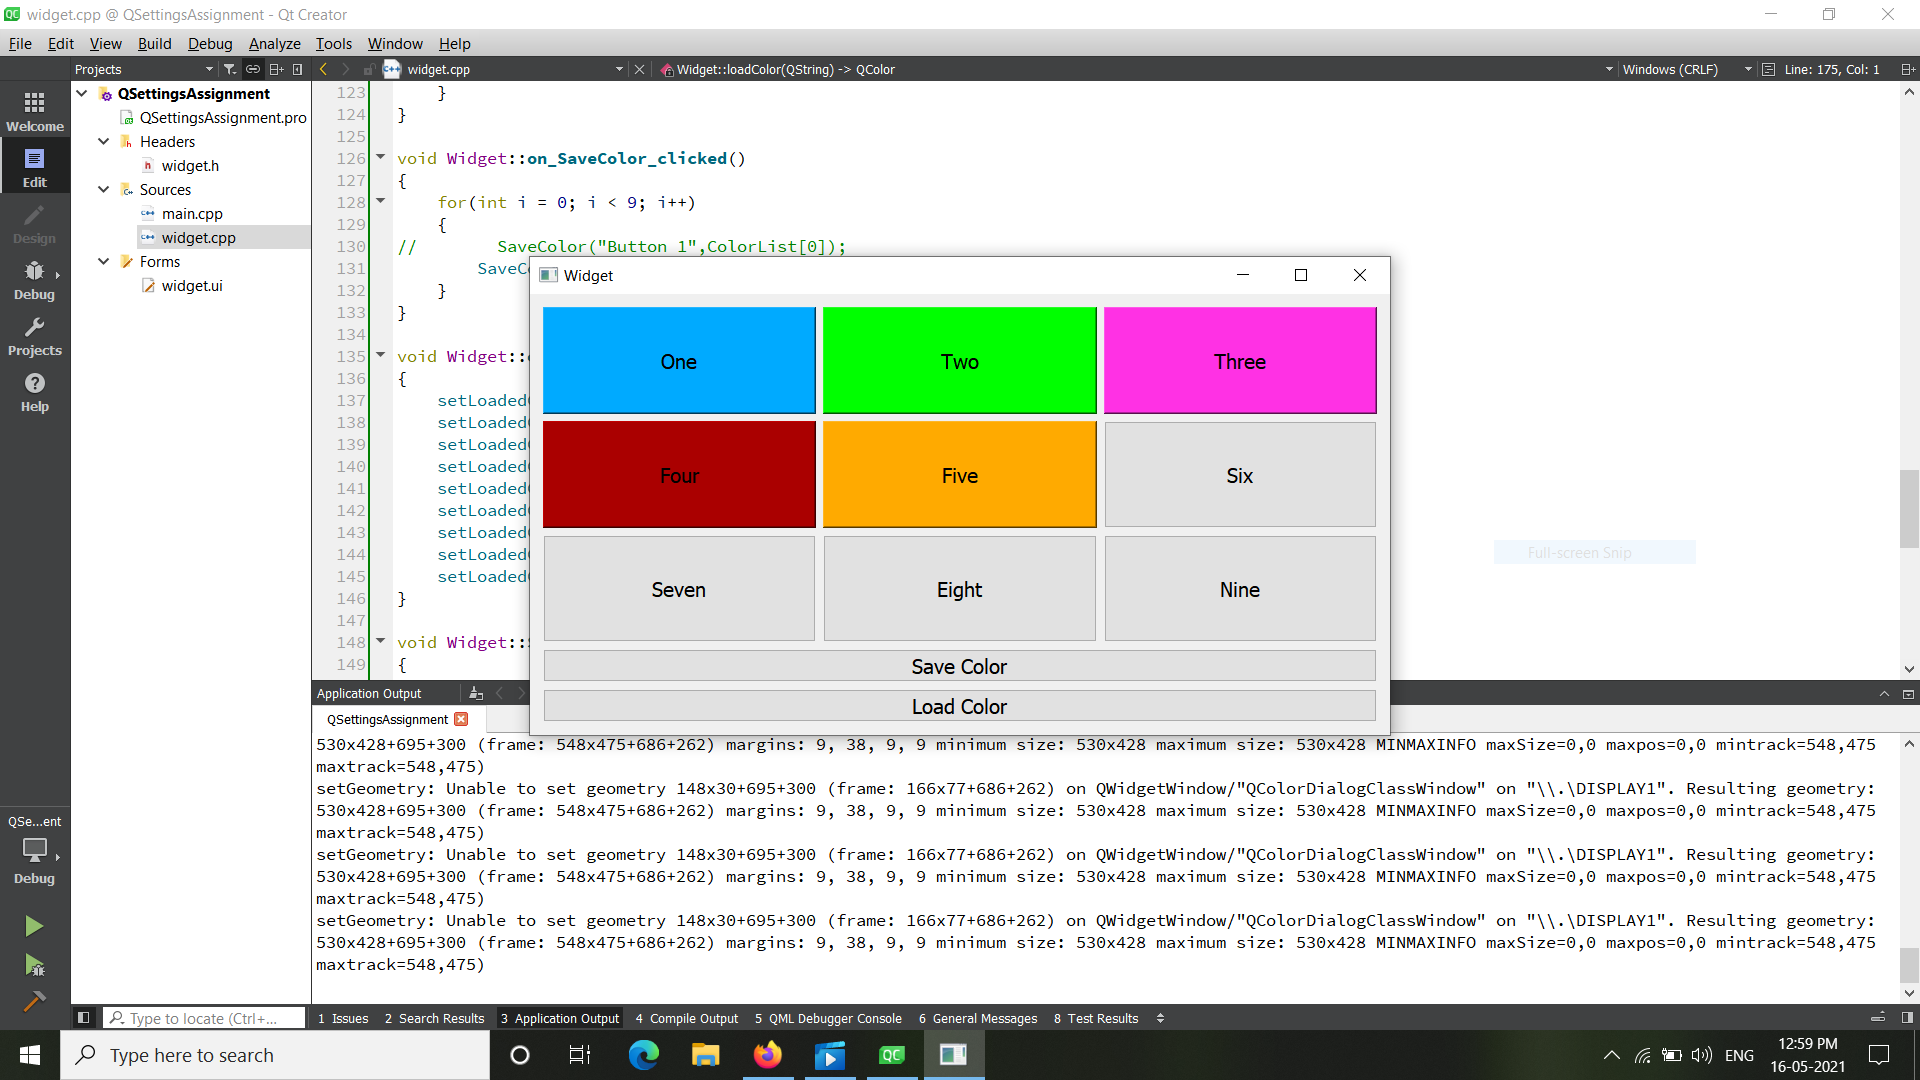 widget.cpp @ QSettingsAssignment - Qt Creator
File Edit View Build Debug Analyze Tools Window Help
Projects widget.cpp Widget::loadColor(QString) -> QColor Windows (CRLF) Line: 175, Col: 1
QSettingsAssignment
QSettingsAssignment.pro
Headers
widget.h
Sources
main.cpp
widget.cpp
Forms
widget.ui
Welcome
Edit
Design
Debug
Projects
Help
QSe...ent
Debug
123 }
124 }
125
126 void Widget::on_SaveColor_clicked()
127 {
128 for(int i = 0; i < 9; i++)
129 {
130 // SaveColor("Button 1",ColorList[0]);
131 SaveC
132 }
133 }
134
135 void Widget::
136 {
137 setLoaded
138 setLoaded
139 setLoaded
140 setLoaded
141 setLoaded
142 setLoaded
143 setLoaded
144 setLoaded
145 setLoaded
146 }
147
148 void Widget::
149 {
Widget
One Two Three
Four Five Six
Seven Eight Nine
Save Color
Load Color
Full-screen Snip
Application Output
QSettingsAssignment
530x428+695+300 (frame: 548x475+686+262) margins: 9, 38, 9, 9 minimum size: 530x428 maximum size: 530x428 MINMAXINFO maxSize=0,0 maxpos=0,0 mintrack=548,475
maxtrack=548,475)
setGeometry: Unable to set geometry 148x30+695+300 (frame: 166x77+686+262) on QWidgetWindow/"QColorDialogClassWindow" on "\\.\DISPLAY1". Resulting geometry:
530x428+695+300 (frame: 548x475+686+262) margins: 9, 38, 9, 9 minimum size: 530x428 maximum size: 530x428 MINMAXINFO maxSize=0,0 maxpos=0,0 mintrack=548,475
maxtrack=548,475)
setGeometry: Unable to set geometry 148x30+695+300 (frame: 166x77+686+262) on QWidgetWindow/"QColorDialogClassWindow" on "\\.\DISPLAY1". Resulting geometry:
530x428+695+300 (frame: 548x475+686+262) margins: 9, 38, 9, 9 minimum size: 530x428 maximum size: 530x428 MINMAXINFO maxSize=0,0 maxpos=0,0 mintrack=548,475
maxtrack=548,475)
setGeometry: Unable to set geometry 148x30+695+300 (frame: 166x77+686+262) on QWidgetWindow/"QColorDialogClassWindow" on "\\.\DISPLAY1". Resulting geometry:
530x428+695+300 (frame: 548x475+686+262) margins: 9, 38, 9, 9 minimum size: 530x428 maximum size: 530x428 MINMAXINFO maxSize=0,0 maxpos=0,0 mintrack=548,475
maxtrack=548,475)
Type to locate (Ctrl+... 1 Issues 2 Search Results 3 Application Output 4 Compile Output 5 QML Debugger Console 6 General Messages 8 Test Results
Type here to search
ENG
12:59 PM
16-05-2021